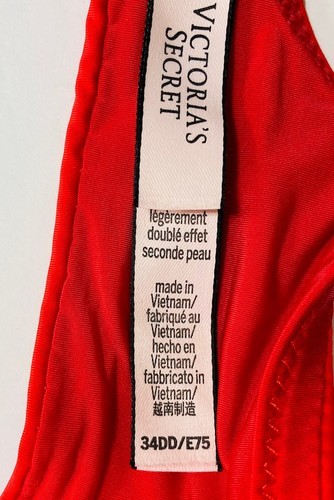 VICTORIA'S
SECRET
légèrement
doublé effet
seconde peau
made in
Vietnam/
fabriqué au
Vietnam/
hecho en
Vietnam/
fabbricato in
Vietnam/
越南制造
34DD/E75